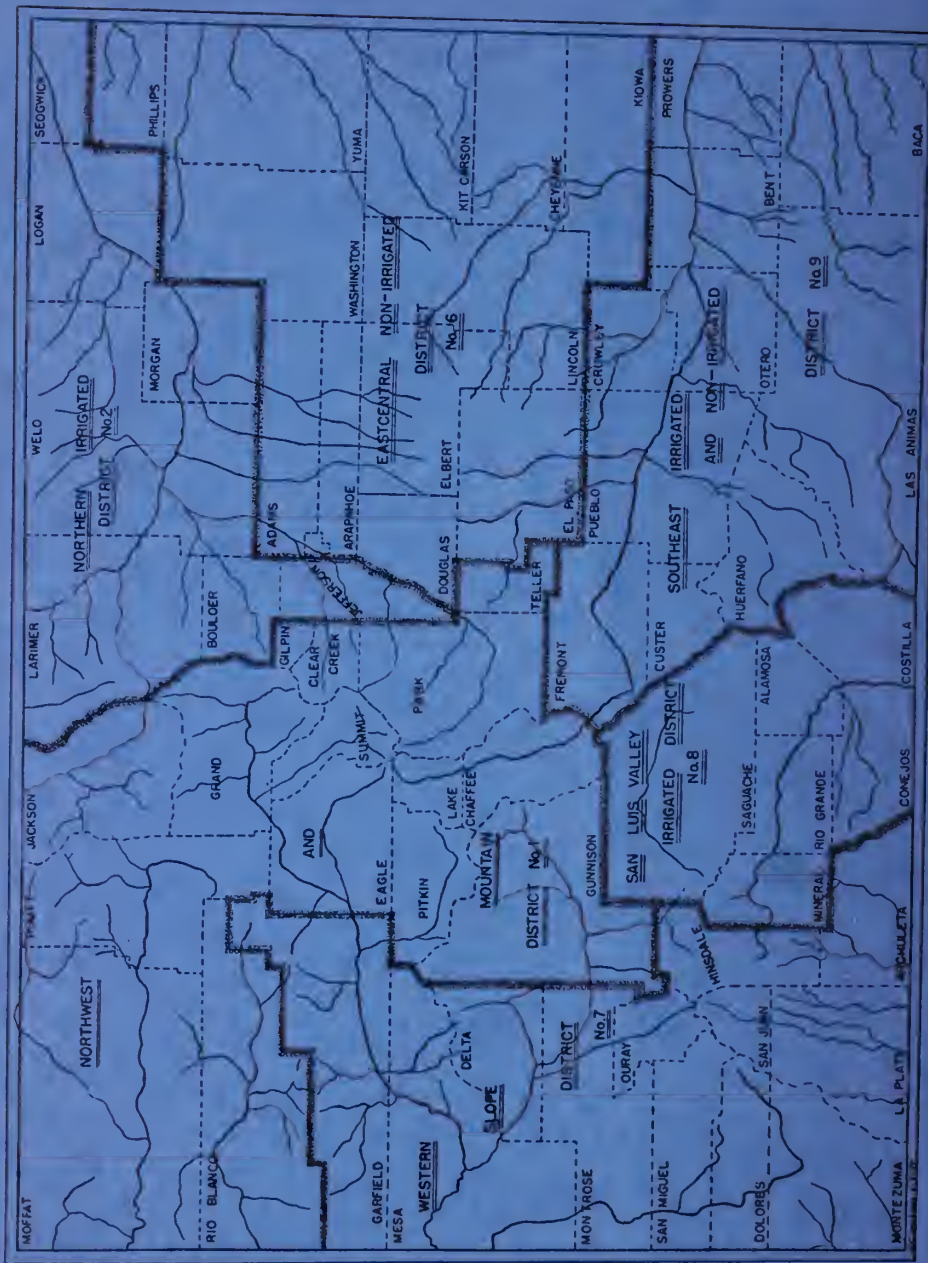 MOFFAT
ROUTT
JACKSON
LARIMER
WELD
LOGAN
SEDGWICK
NORTHWEST
NORTHERN
IRRIGATED
DISTRICT
No.2
MORGAN
PHILLIPS
RIO BLANCO
GRAND
BOULDER
GILPIN
ADAMS
AND
CLEAR
CREEK
JEFFERSON
ARAPAHOE
WASHINGTON
YUMA
GARFIELD
EAGLE
SUMMIT
MESA
WESTERN
PITKIN
PARK
EASTCENTRAL NON-IRRIGATED
DISTRICT
No. 6
DOUGLAS
ELBERT
KIT CARSON
DELTA
LAKE
CHAFFEE
SLOPE
MOUNTAIN
DISTRICT No.1
TELLER
EL PASO
LINCOLN
CHEYENNE
MONTROSE
DISTRICT
No.7
GUNNISON
FREMONT
PUEBLO
CROWLEY
KIOWA
OURAY
SAN LUIS VALLEY
IRRIGATED DISTRICT
No.8
CUSTER
SAN MIGUEL
HINSDALE
SOUTHEAST
IRRIGATED
AND
NON-IRRIGATED
PROWERS
SAGUACHE
HUERFANO
OTERO
BENT
DOLORES
SAN JUAN
ALAMOSA
DISTRICT No.9
MINERAL
RIO GRANDE
MONTEZUMA
LA PLATA
ARCHULETA
CONEJOS
COSTILLA
LAS ANIMAS
BACA